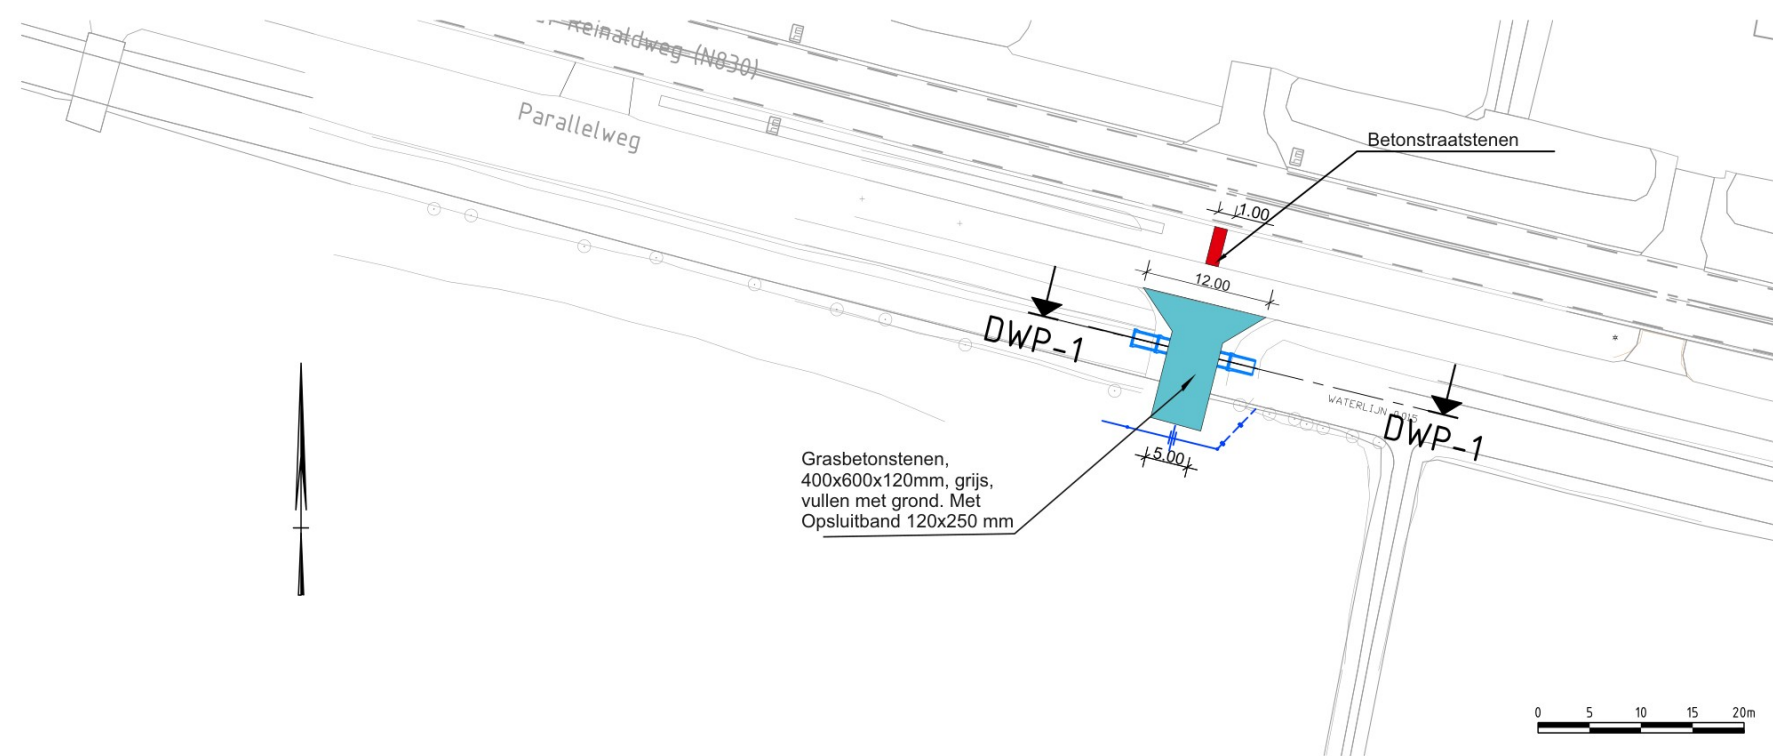 Reinaldweg (N830)
Parallelweg
Betonstraatstenen
1.00
12.00
DWP-1
WATERLIJN
DWP-1
5.00
Grasbetonstenen,
400x600x120mm, grijs,
vullen met grond. Met
Opsluitband 120x250 mm
0 5 10 15 20m